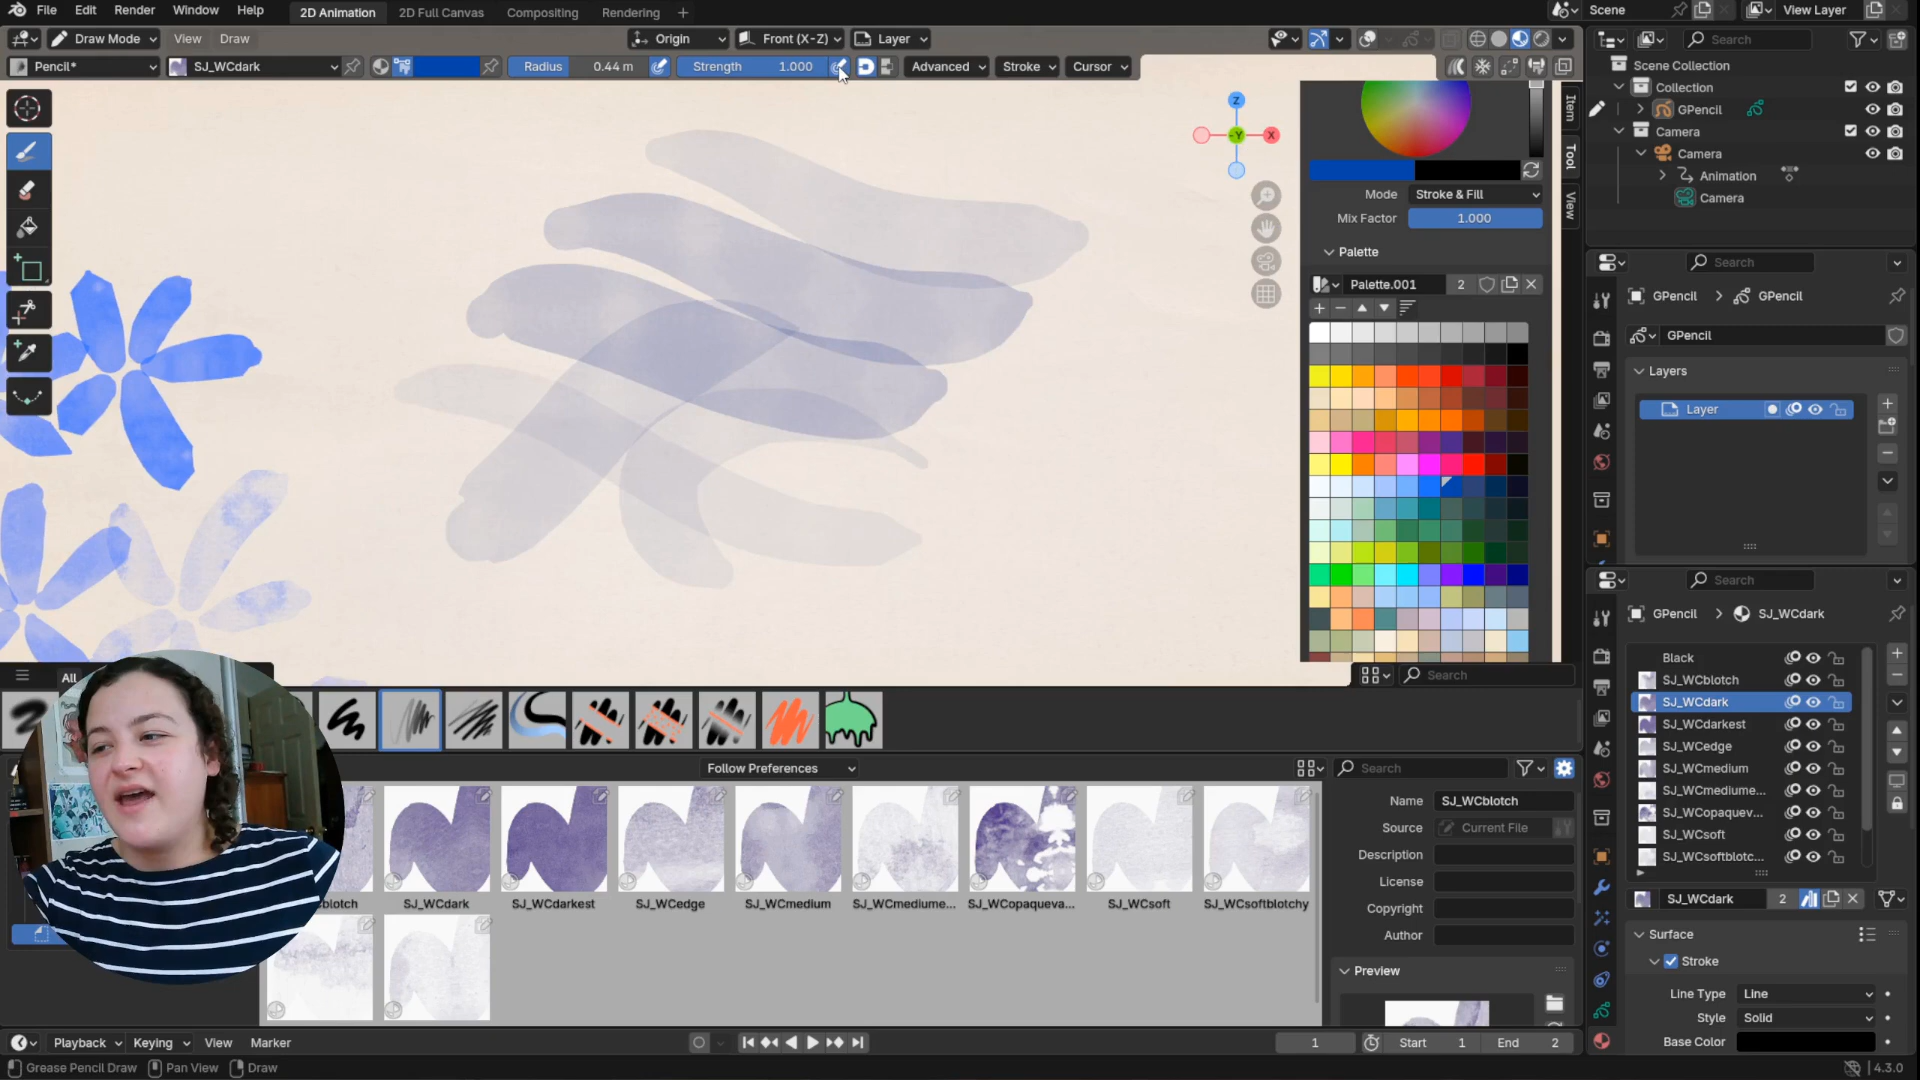 File Edit Render Window Help 2D Animation 2D Full Canvas Compositing Rendering + Scene View Layer
Draw Mode View Draw Origin Front (X-Z) Layer Search
Pencil* SJ_WCdark Radius 0.44 m Strength 1.000 Advanced Stroke Cursor
Scene Collection
Collection
GPencil
Camera
Camera
Animation
Camera
Z
-Y
X
Item
Tool
View
Mode Stroke & Fill
Mix Factor 1.000
Palette
Palette.001 2
Search
GPencil > GPencil
GPencil
Layers
Layer
Search
GPencil > SJ_WCdark
Black
SJ_WCblotch
SJ_WCdark
SJ_WCdarkest
SJ_WCedge
SJ_WCmedium
SJ_WCmediume...
SJ_WCopaquev...
SJ_WCsoft
SJ_WCsoftblotc...
SJ_WCdark 2
Surface
Stroke
Line Type Line
Style Solid
Base Color
All
Search
Follow Preferences
Search
blotch SJ_WCdark SJ_WCdarkest SJ_WCedge SJ_WCmedium SJ_WCmediume... SJ_WCopaqueva... SJ_WCsoft SJ_WCsoftblotchy
Name SJ_WCblotch
Source Current File
Description
License
Copyright
Author
Preview
Playback Keying View Marker 1 Start 1 End 2
Grease Pencil Draw Pan View Draw 4.3.0